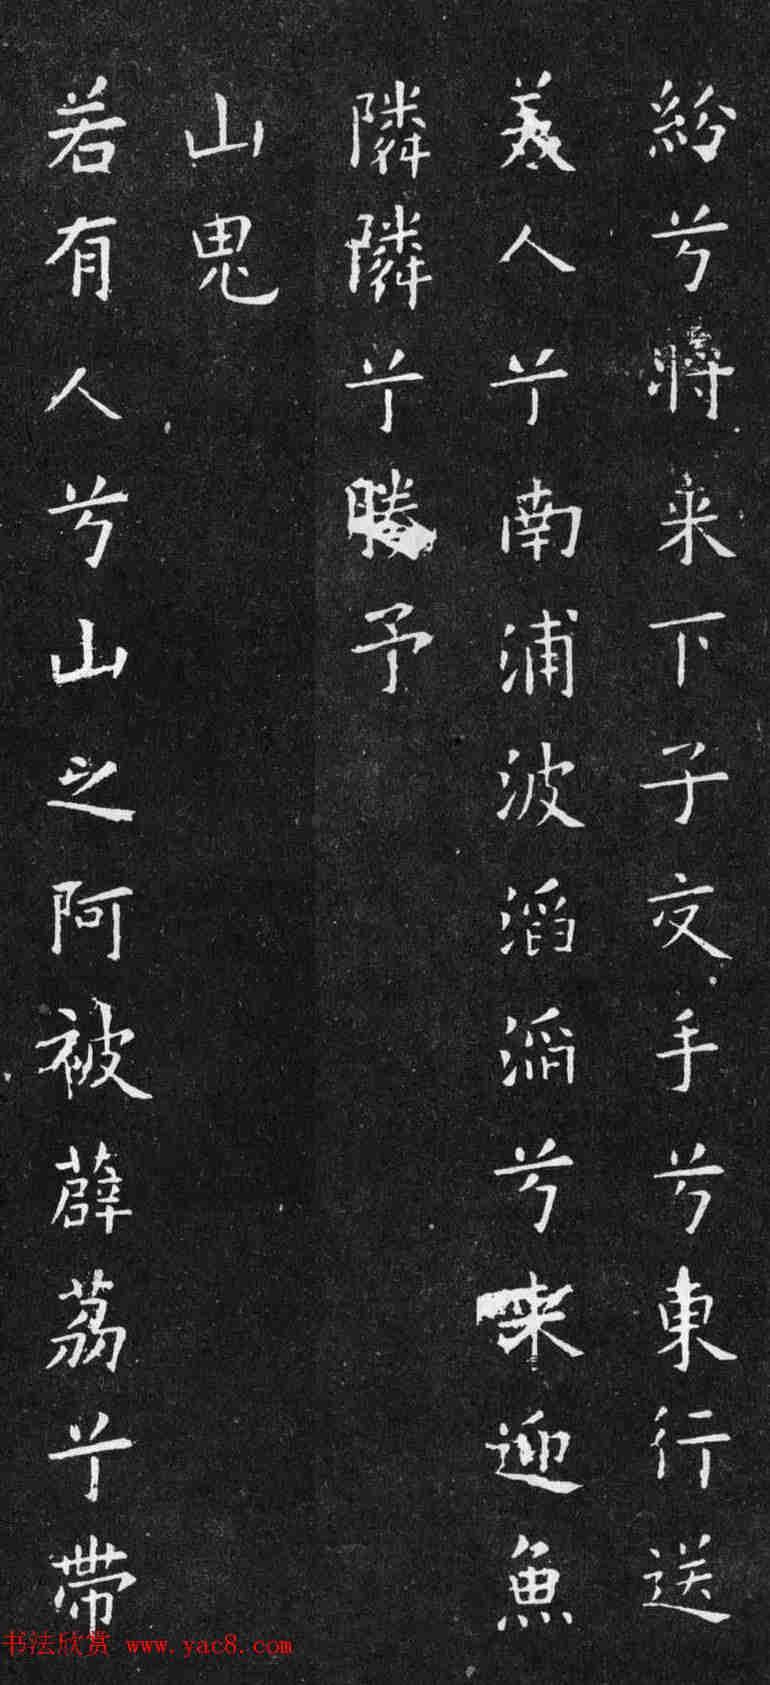 紛兮將来下子交手兮東行送
美人兮南浦波滔滔兮来迎魚
隣隣兮媵予
山鬼
若有人兮山之阿被薜荔兮帶
书法欣赏 www.yac8.com